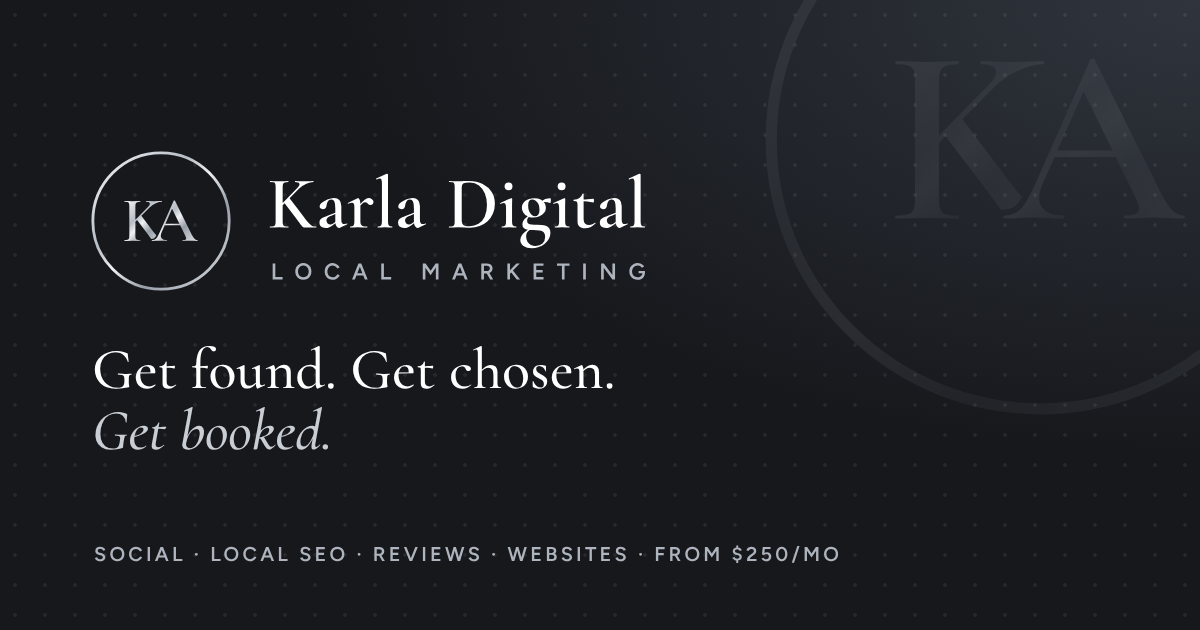 KA
KA
Karla Digital
LOCAL MARKETING
Get found. Get chosen.
Get booked.
SOCIAL · LOCAL SEO · REVIEWS · WEBSITES · FROM $250/MO